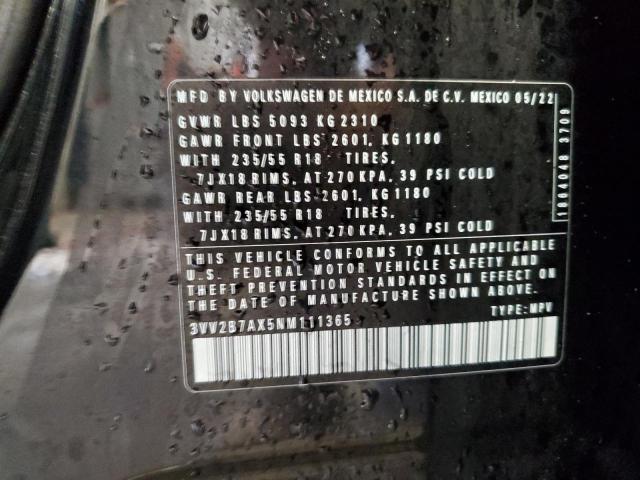 MFD BY VOLKSWAGEN DE MEXICO S.A. DE C.V. MEXICO 05/22
GVWR LBS 5093 KG 2310
GAWR FRONT LBS 2601, KG 1180
WITH 235/55 R18 TIRES,
7JX18 RIMS, AT 270 KPA, 39 PSI COLD
GAWR REAR LBS 2601, KG 1180
WITH 235/55 R18 TIRES,
7JX18 RIMS, AT 270 KPA, 39 PSI COLD
THIS VEHICLE CONFORMS TO ALL APPLICABLE
U.S. FEDERAL MOTOR VEHICLE SAFETY AND
THEFT PREVENTION STANDARDS IN EFFECT ON
THE DATE OF MANUFACTURE SHOWN ABOVE.
3VV2B7AX5NM111365 TYPE: MPV
1864048 3709